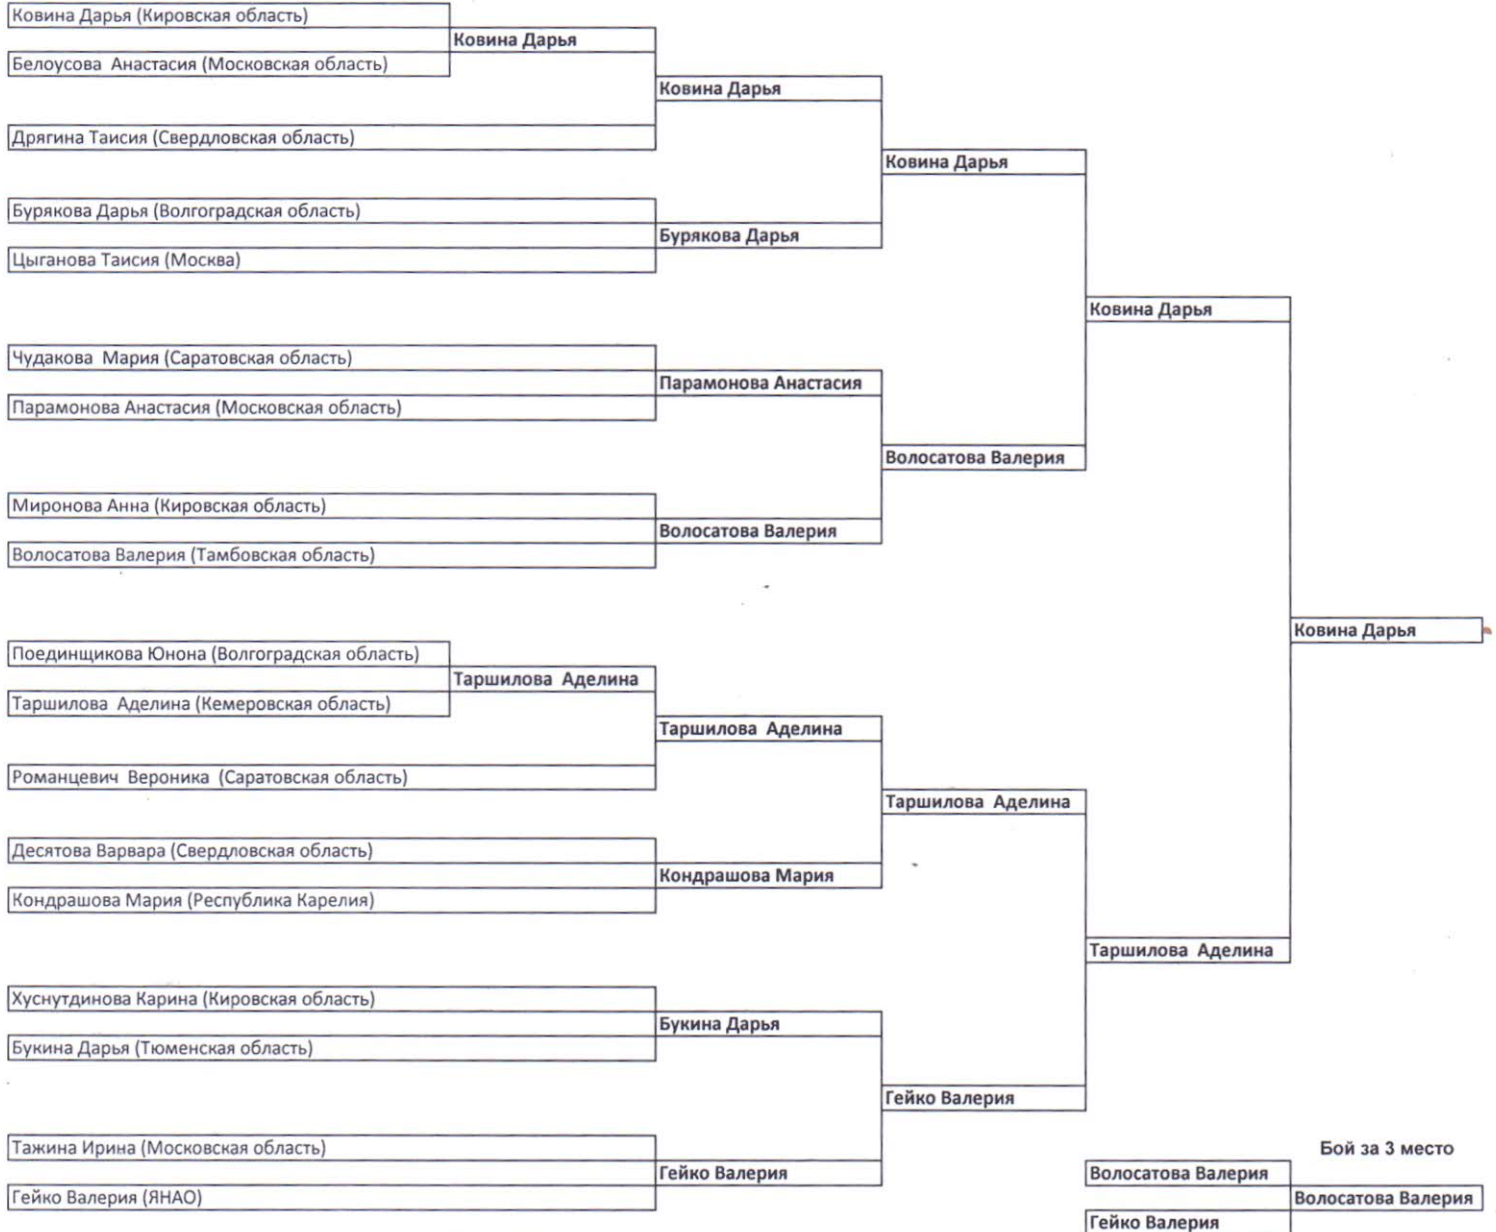 Ковина Дарья (Кировская область)
Ковина Дарья
Белоусова  Анастасия (Московская область)
Ковина Дарья
Дрягина Таисия (Свердловская область)
Ковина Дарья
Бурякова Дарья (Волгоградская область)
Бурякова Дарья
Цыганова Таисия (Москва)
Ковина Дарья
Чудакова  Мария (Саратовская область)
Парамонова Анастасия
Парамонова Анастасия (Московская область)
Волосатова Валерия
Миронова Анна (Кировская область)
Волосатова Валерия
Волосатова Валерия (Тамбовская область)
Ковина Дарья
Поединщикова Юнона (Волгоградская область)
Таршилова  Аделина
Таршилова  Аделина (Кемеровская область)
Таршилова  Аделина
Романцевич  Вероника  (Саратовская область)
Таршилова  Аделина
Десятова Варвара (Свердловская область)
Кондрашова Мария
Кондрашова Мария (Республика Карелия)
Таршилова  Аделина
Хуснутдинова Карина (Кировская область)
Букина Дарья
Букина Дарья (Тюменская область)
Гейко Валерия
Тажина Ирина (Московская область)
Бой за 3 место
Гейко Валерия
Волосатова Валерия
Гейко Валерия (ЯНАО)
Волосатова Валерия
Гейко Валерия